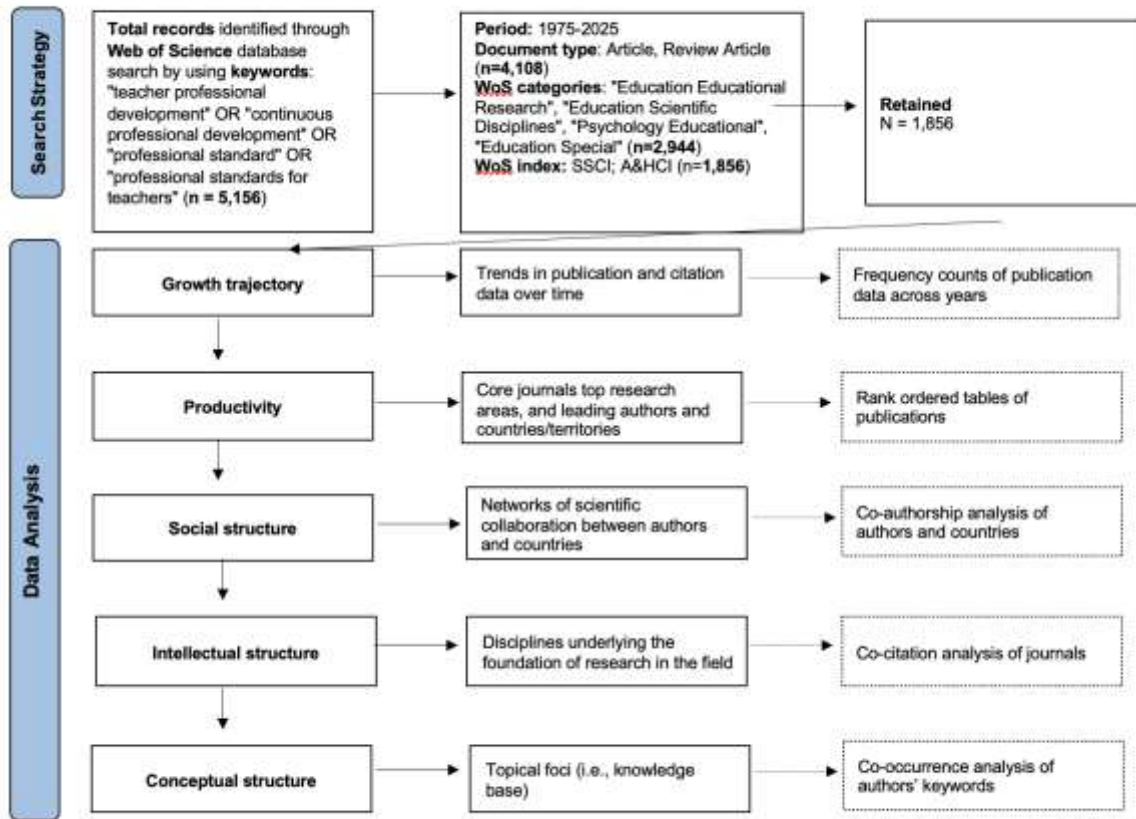 Search Strategy
Total records identified through
Web of Science database
search by using keywords:
"teacher professional
development" OR "continuous
professional development" OR
"professional standard" OR
"professional standards for
teachers" (n = 5,156)
Period: 1975-2025
Document type: Article, Review Article
(n=4,108)
WoS categories: "Education Educational
Research", "Education Scientific
Disciplines", "Psychology Educational",
"Education Special" (n=2,944)
WoS index: SSCI; A&HCI (n=1,856)
Retained
N = 1,856
Data Analysis
Growth trajectory
Trends in publication and citation
data over time
Frequency counts of publication
data across years
Productivity
Core journals top research
areas, and leading authors and
countries/territories
Rank ordered tables of
publications
Social structure
Networks of scientific
collaboration between authors
and countries
Co-authorship analysis of
authors and countries
Intellectual structure
Disciplines underlying the
foundation of research in the field
Co-citation analysis of journals
Conceptual structure
Topical foci (i.e., knowledge
base)
Co-occurrence analysis of
authors' keywords